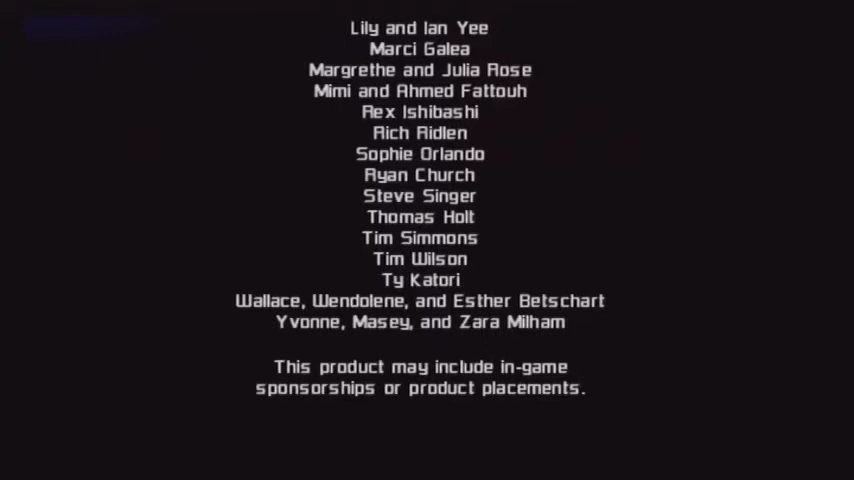 Lily and Ian Yee
Marci Galea
Margrethe and Julia Rose
Mimi and Ahmed Fattouh
Rex Ishibashi
Rich Ridlen
Sophie Orlando
Ryan Church
Steve Singer
Thomas Holt
Tim Simmons
Tim Wilson
Ty Katori
Wallace, Wendolene, and Esther Betschart
Yvonne, Masey, and Zara Milham
This product may include in-game
sponsorships or product placements.